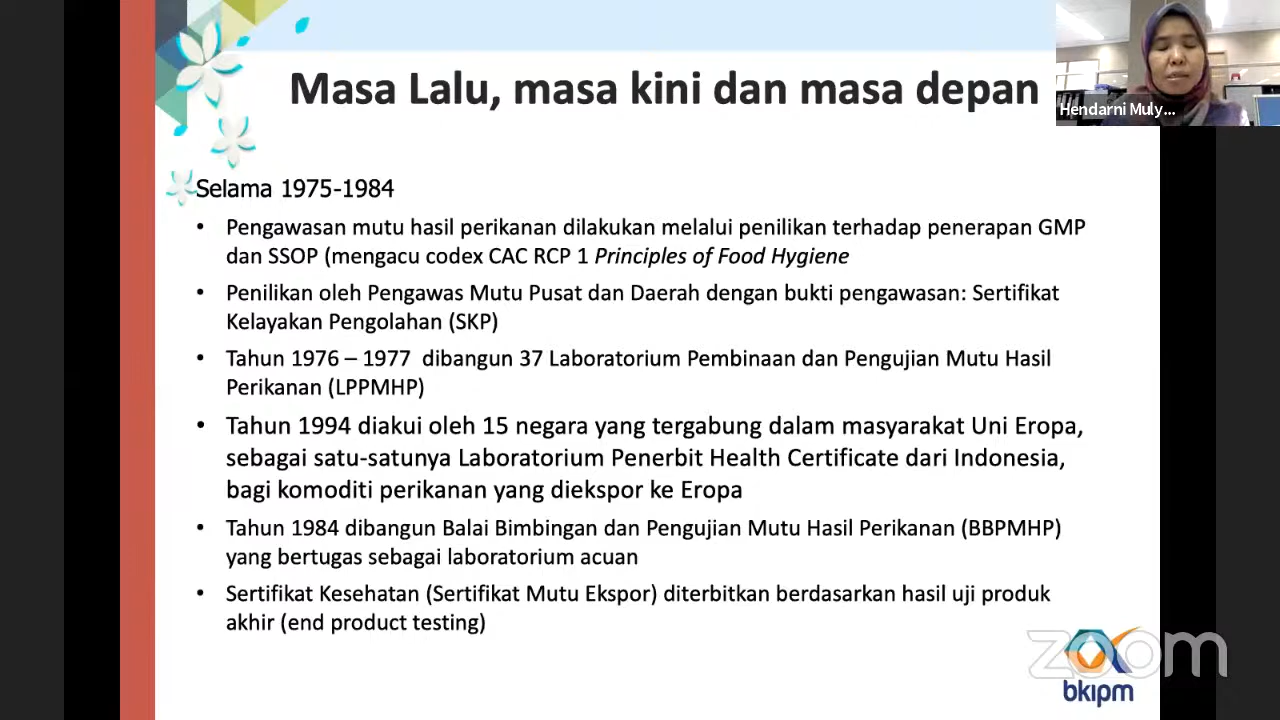 Masa Lalu, masa kini dan masa depan
Hendarni Muly...
Selama 1975-1984
• Pengawasan mutu hasil perikanan dilakukan melalui penilikan terhadap penerapan GMP
dan SSOP (mengacu codex CAC RCP 1 Principles of Food Hygiene
• Penilikan oleh Pengawas Mutu Pusat dan Daerah dengan bukti pengawasan: Sertifikat
Kelayakan Pengolahan (SKP)
• Tahun 1976 – 1977 dibangun 37 Laboratorium Pembinaan dan Pengujian Mutu Hasil
Perikanan (LPPMHP)
• Tahun 1994 diakui oleh 15 negara yang tergabung dalam masyarakat Uni Eropa,
sebagai satu-satunya Laboratorium Penerbit Health Certificate dari Indonesia,
bagi komoditi perikanan yang diekspor ke Eropa
• Tahun 1984 dibangun Balai Bimbingan dan Pengujian Mutu Hasil Perikanan (BBPMHP)
yang bertugas sebagai laboratorium acuan
• Sertifikat Kesehatan (Sertifikat Mutu Ekspor) diterbitkan berdasarkan hasil uji produk
akhir (end product testing)
zoom
bkipm